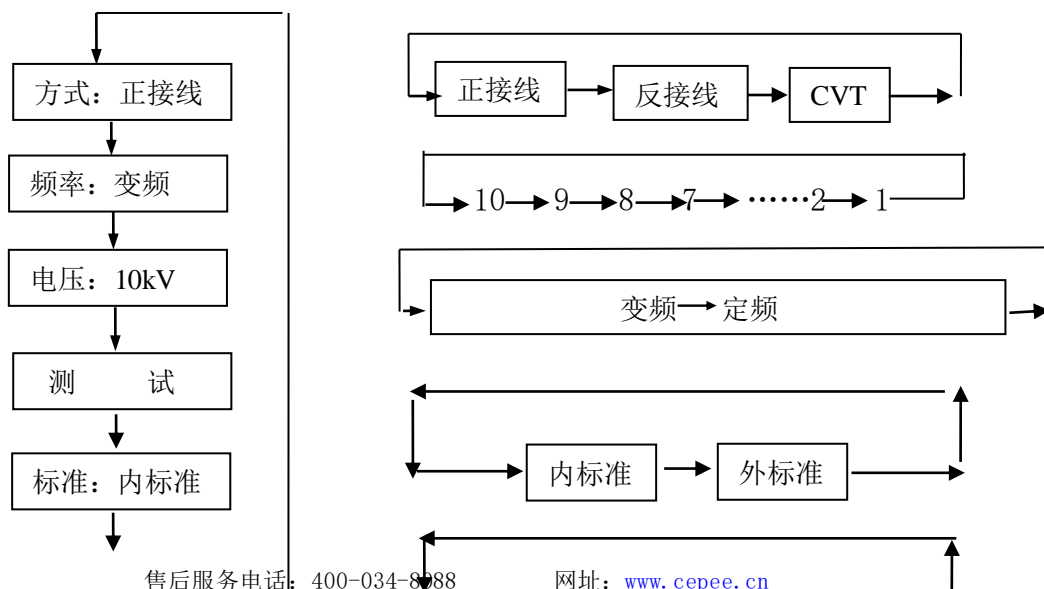 方式：正接线
频率：变频
电压：10kV
测 试
标准：内标准
正接线 反接线 CVT
10 9 8 7 ……2 1
变频 定频
内标准 外标准
售后服务电话：400-034-8088 网址：www.cepee.cn